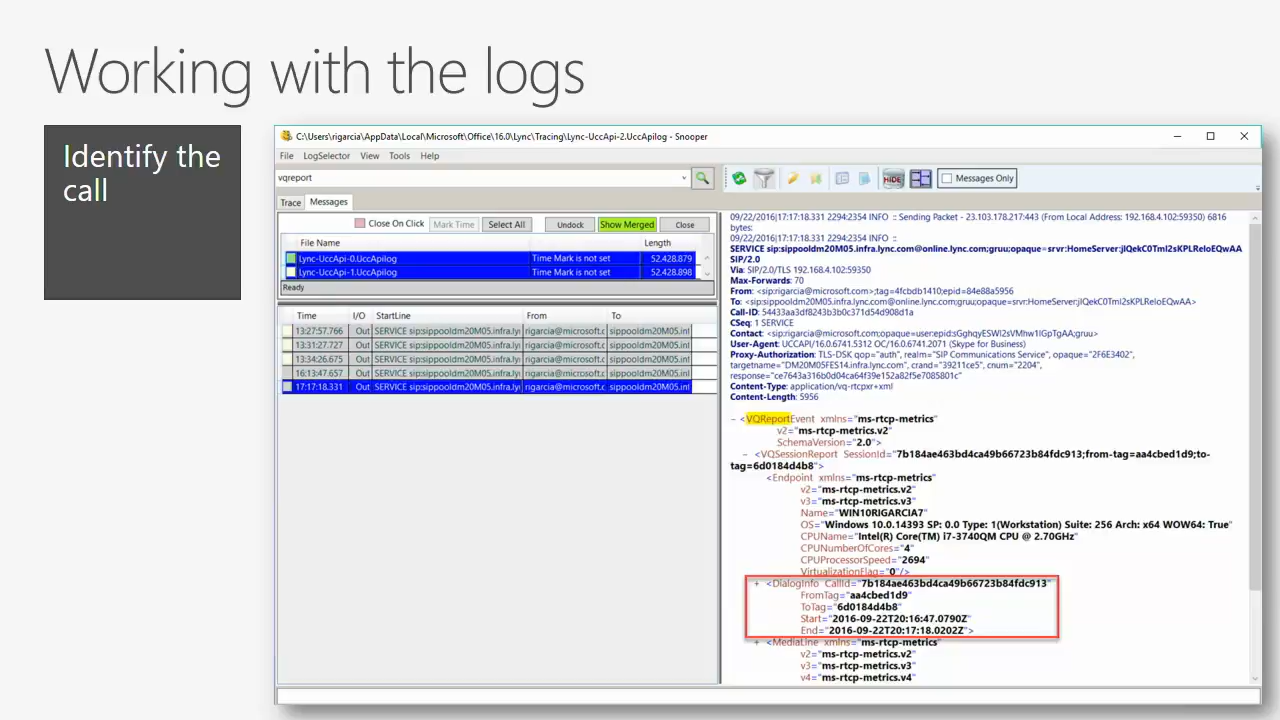 Working with the logs
Identify the
call
C:\Users\rigarcia\AppData\Local\Microsoft\Office\16.0\Lync\Tracing\Lync-UccApi-2.UccApilog - Snooper
File LogSelector View Tools Help
vqreport
HIDE
Messages Only
Trace Messages
Close On Click Mark Time Select All Undock Show Merged Close
File Name Length
Lync-UccApi-0.UccApilog Time Mark is not set 52,428,879
Lync-UccApi-1.UccApilog Time Mark is not set 52,428,898
Ready
Time I/O StartLine From To
13:27:57.766 Out SERVICE sip:sippooldm20M05.infra.ly rigarcia@microsoft.c sippooldm20M05.inf
13:31:27.727 Out SERVICE sip:sippooldm20M05.infra.ly rigarcia@microsoft.c sippooldm20M05.inf
13:34:26.675 Out SERVICE sip:sippooldm20M05.infra.ly rigarcia@microsoft.c sippooldm20M05.inf
16:13:47.657 Out SERVICE sip:sippooldm20M05.infra.ly rigarcia@microsoft.c sippooldm20M05.inf
17:17:18.331 Out SERVICE sip:sippooldm20M05.infra.ly rigarcia@microsoft.c sippooldm20M05.inf
09/22/2016|17:17:18.331 2294:2354 INFO :: Sending Packet - 23.103.178.217:443 (From Local Address: 192.168.4.102:59350) 6816
bytes:
09/22/2016|17:17:18.331 2294:2354 INFO ::
SERVICE sip:sippooldm20M05.infra.lync.com@online.lync.com;gruu;opaque=srvr:HomeServer:jIQekC0TmI2sKPLReIoEQwAA
SIP/2.0
Via: SIP/2.0/TLS 192.168.4.102:59350
Max-Forwards: 70
From: <sip:rigarcia@microsoft.com>;tag=4fcbdb1410;epid=84e88a5956
To: <sip:sippooldm20M05.infra.lync.com@online.lync.com;gruu;opaque=srvr:HomeServer:jIQekC0TmI2sKPLReIoEQwAA>
Call-ID: 54433aa3df8243b3b0c371d54d908d1a
CSeq: 1 SERVICE
Contact: <sip:rigarcia@microsoft.com;opaque=user:epid:sGghqyESWl2sVMhw1IGpTgAA;gruu>
User-Agent: UCCAPI/16.0.6741.5312 OC/16.0.6741.2071 (Skype for Business)
Proxy-Authorization: TLS-DSK qop="auth", realm="SIP Communications Service", opaque="2F6E3402",
targetname="DM20M05FES14.infra.lync.com", crand="39211ce5", cnum="2204",
response="ce7643a316b0d04ca64f39e152a82f5e7085801c"
Content-Type: application/vq-rtcpxr+xml
Content-Length: 5956
– <VQReportEvent xmlns="ms-rtcp-metrics"
v2="ms-rtcp-metrics.v2"
SchemaVersion="2.0">
– <VQSessionReport SessionId="7b184ae463bd4ca49b66723b84fdc913;from-tag=aa4cbed1d9;to-
tag=6d0184d4b8">
<Endpoint xmlns="ms-rtcp-metrics"
v2="ms-rtcp-metrics.v2"
v3="ms-rtcp-metrics.v3"
Name="WIN10RIGARCIA7"
OS="Windows 10.0.14393 SP: 0.0 Type: 1(Workstation) Suite: 256 Arch: x64 WOW64: True"
CPUName="Intel(R) Core(TM) i7-3740QM CPU @ 2.70GHz"
CPUNumberOfCores="4"
CPUProcessorSpeed="2694"
VirtualizationFlag="0"/>
+ <DialogInfo CallId="7b184ae463bd4ca49b66723b84fdc913"
FromTag="aa4cbed1d9"
ToTag="6d0184d4b8"
Start="2016-09-22T20:16:47.0790Z"
End="2016-09-22T20:17:18.0202Z">
+ <MediaLine xmlns="ms-rtcp-metrics"
v2="ms-rtcp-metrics.v2"
v3="ms-rtcp-metrics.v3"
v4="ms-rtcp-metrics.v4"